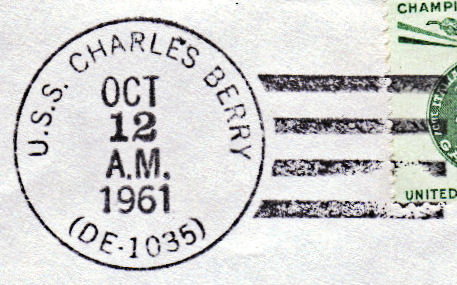 U.S.S. CHARLES BERRY
OCT
12
A.M.
1961
(DE-1035)
CHAMPI
UNITED